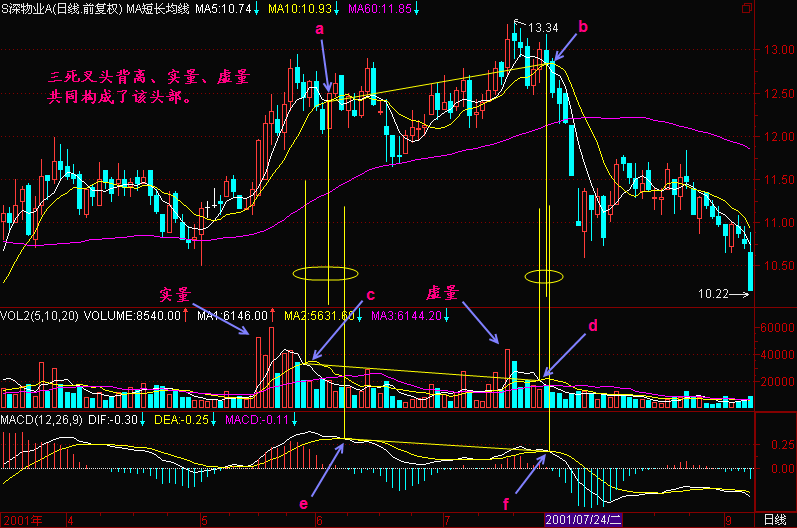 S深物业A(日线.前复权) MA短长均线 MA5:10.74↓ MA10:10.93↓ MA60:11.85↓
a
13.34
b
13.00
三死叉头背离、实量、虚量
共同构成了该头部。
12.50
12.00
11.50
11.00
10.50
10.22
实量
c
虚量
d
VOL2(5,10,20) VOLUME:8540.00↑ MA1:6146.00↑ MA2:5631.60↓ MA3:6144.20↓
60000
40000
20000
MACD(12,26,9) DIF:-0.30↓ DEA:-0.25↓ MACD:-0.11↓
0.25
0.00
e
f
2001年 4 5 6 7 2001/07/24/二 9 日线